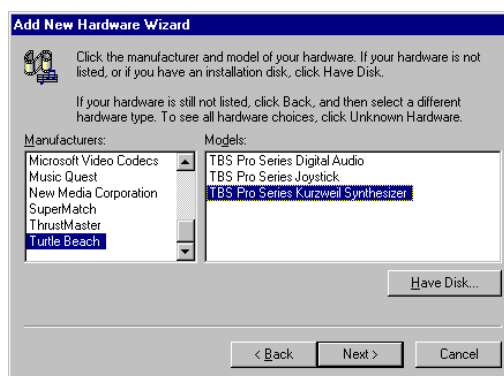 Add New Hardware Wizard
Click the manufacturer and model of your hardware. If your hardware is not
listed, or if you have an installation disk, click Have Disk.
If your hardware is still not listed, click Back, and then select a different
hardware type. To see all hardware choices, click Unknown Hardware.
Manufacturers:
Microsoft Video Codecs
Music Quest
New Media Corporation
SuperMatch
ThrustMaster
Turtle Beach
Models:
TBS Pro Series Digital Audio
TBS Pro Series Joystick
TBS Pro Series Kurzweil Synthesizer
Have Disk...
< Back
Next >
Cancel